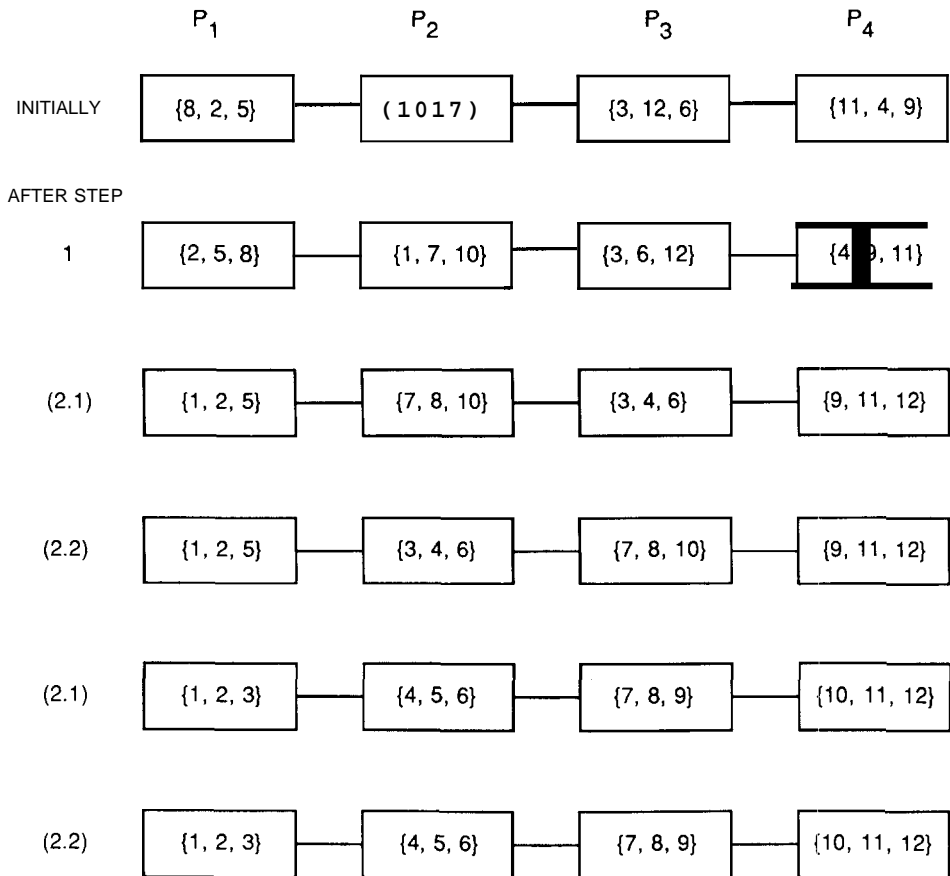 P1 P2 P3 P4
INITIALLY {8, 2, 5} (1017) {3, 12, 6} {11, 4, 9}
AFTER STEP
1 {2, 5, 8} {1, 7, 10} {3, 6, 12} {4, 9, 11}
(2.1) {1, 2, 5} {7, 8, 10} {3, 4, 6} {9, 11, 12}
(2.2) {1, 2, 5} {3, 4, 6} {7, 8, 10} {9, 11, 12}
(2.1) {1, 2, 3} {4, 5, 6} {7, 8, 9} {10, 11, 12}
(2.2) {1, 2, 3} {4, 5, 6} {7, 8, 9} {10, 11, 12}